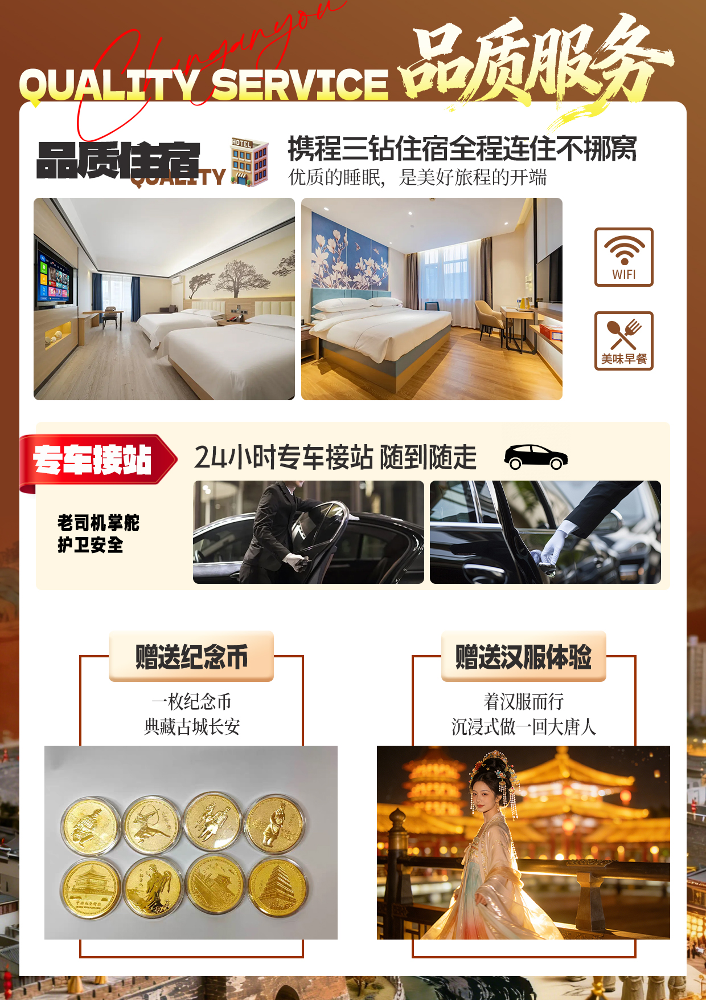 Changanyou
QUALITY SERVICE
品质服务
品质住宿
QUALITY
HOTEL
携程三钻住宿全程连住不挪窝
优质的睡眠，是美好旅程的开端
WIFI
美味早餐
专车接站
24小时专车接站 随到随走
老司机掌舵
护卫安全
赠送纪念币
一枚纪念币
典藏古城长安
赠送汉服体验
着汉服而行
沉浸式做一回大唐人